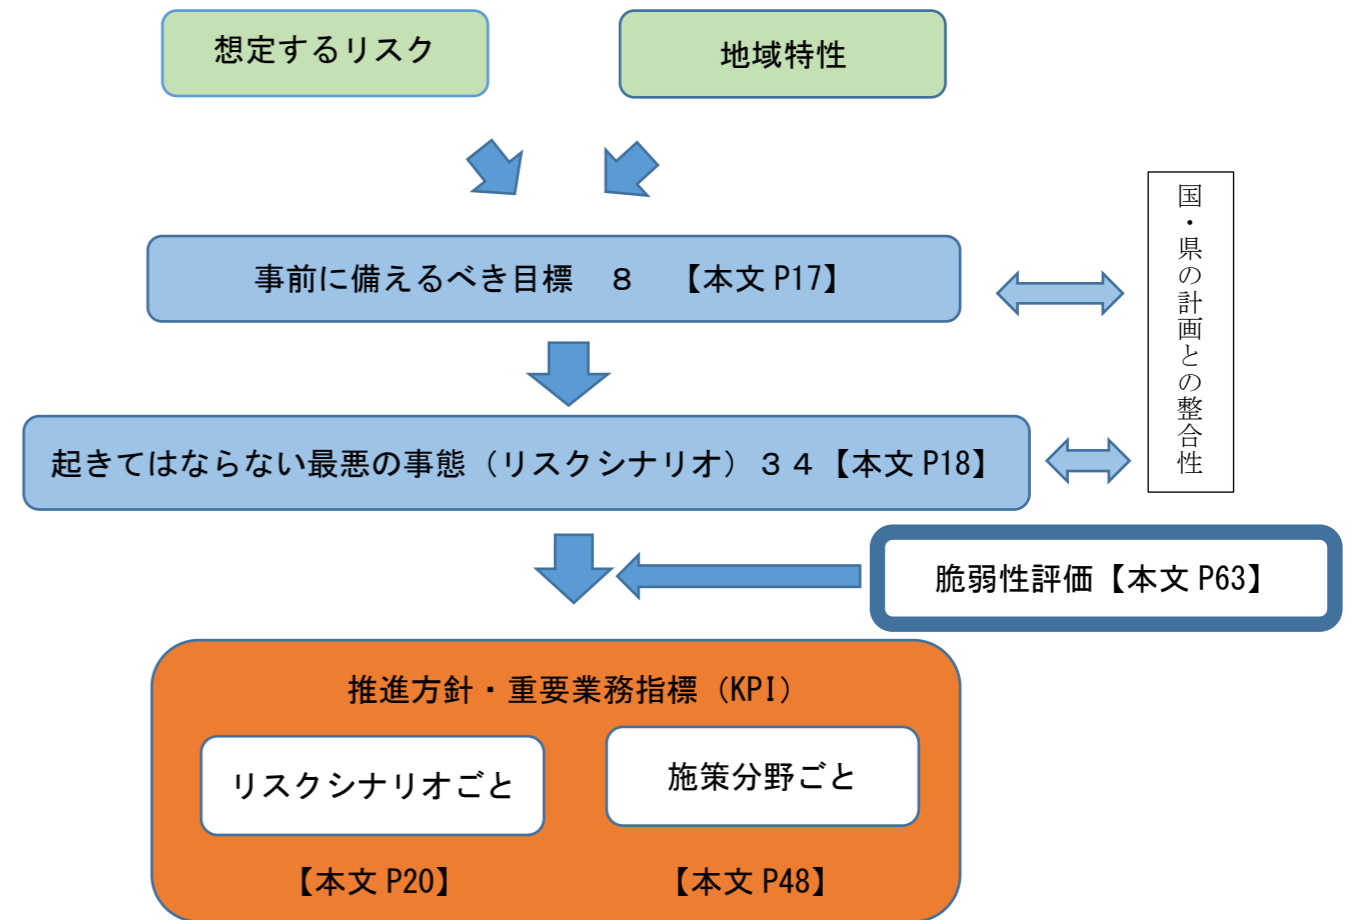 想定するリスク
地域特性
事前に備えるべき目標　８　【本文 P17】
国・県の計画との整合性
起きてはならない最悪の事態（リスクシナリオ）３４【本文 P18】
脆弱性評価【本文 P63】
推進方針・重要業務指標（KPI）
リスクシナリオごと
施策分野ごと
【本文 P20】
【本文 P48】